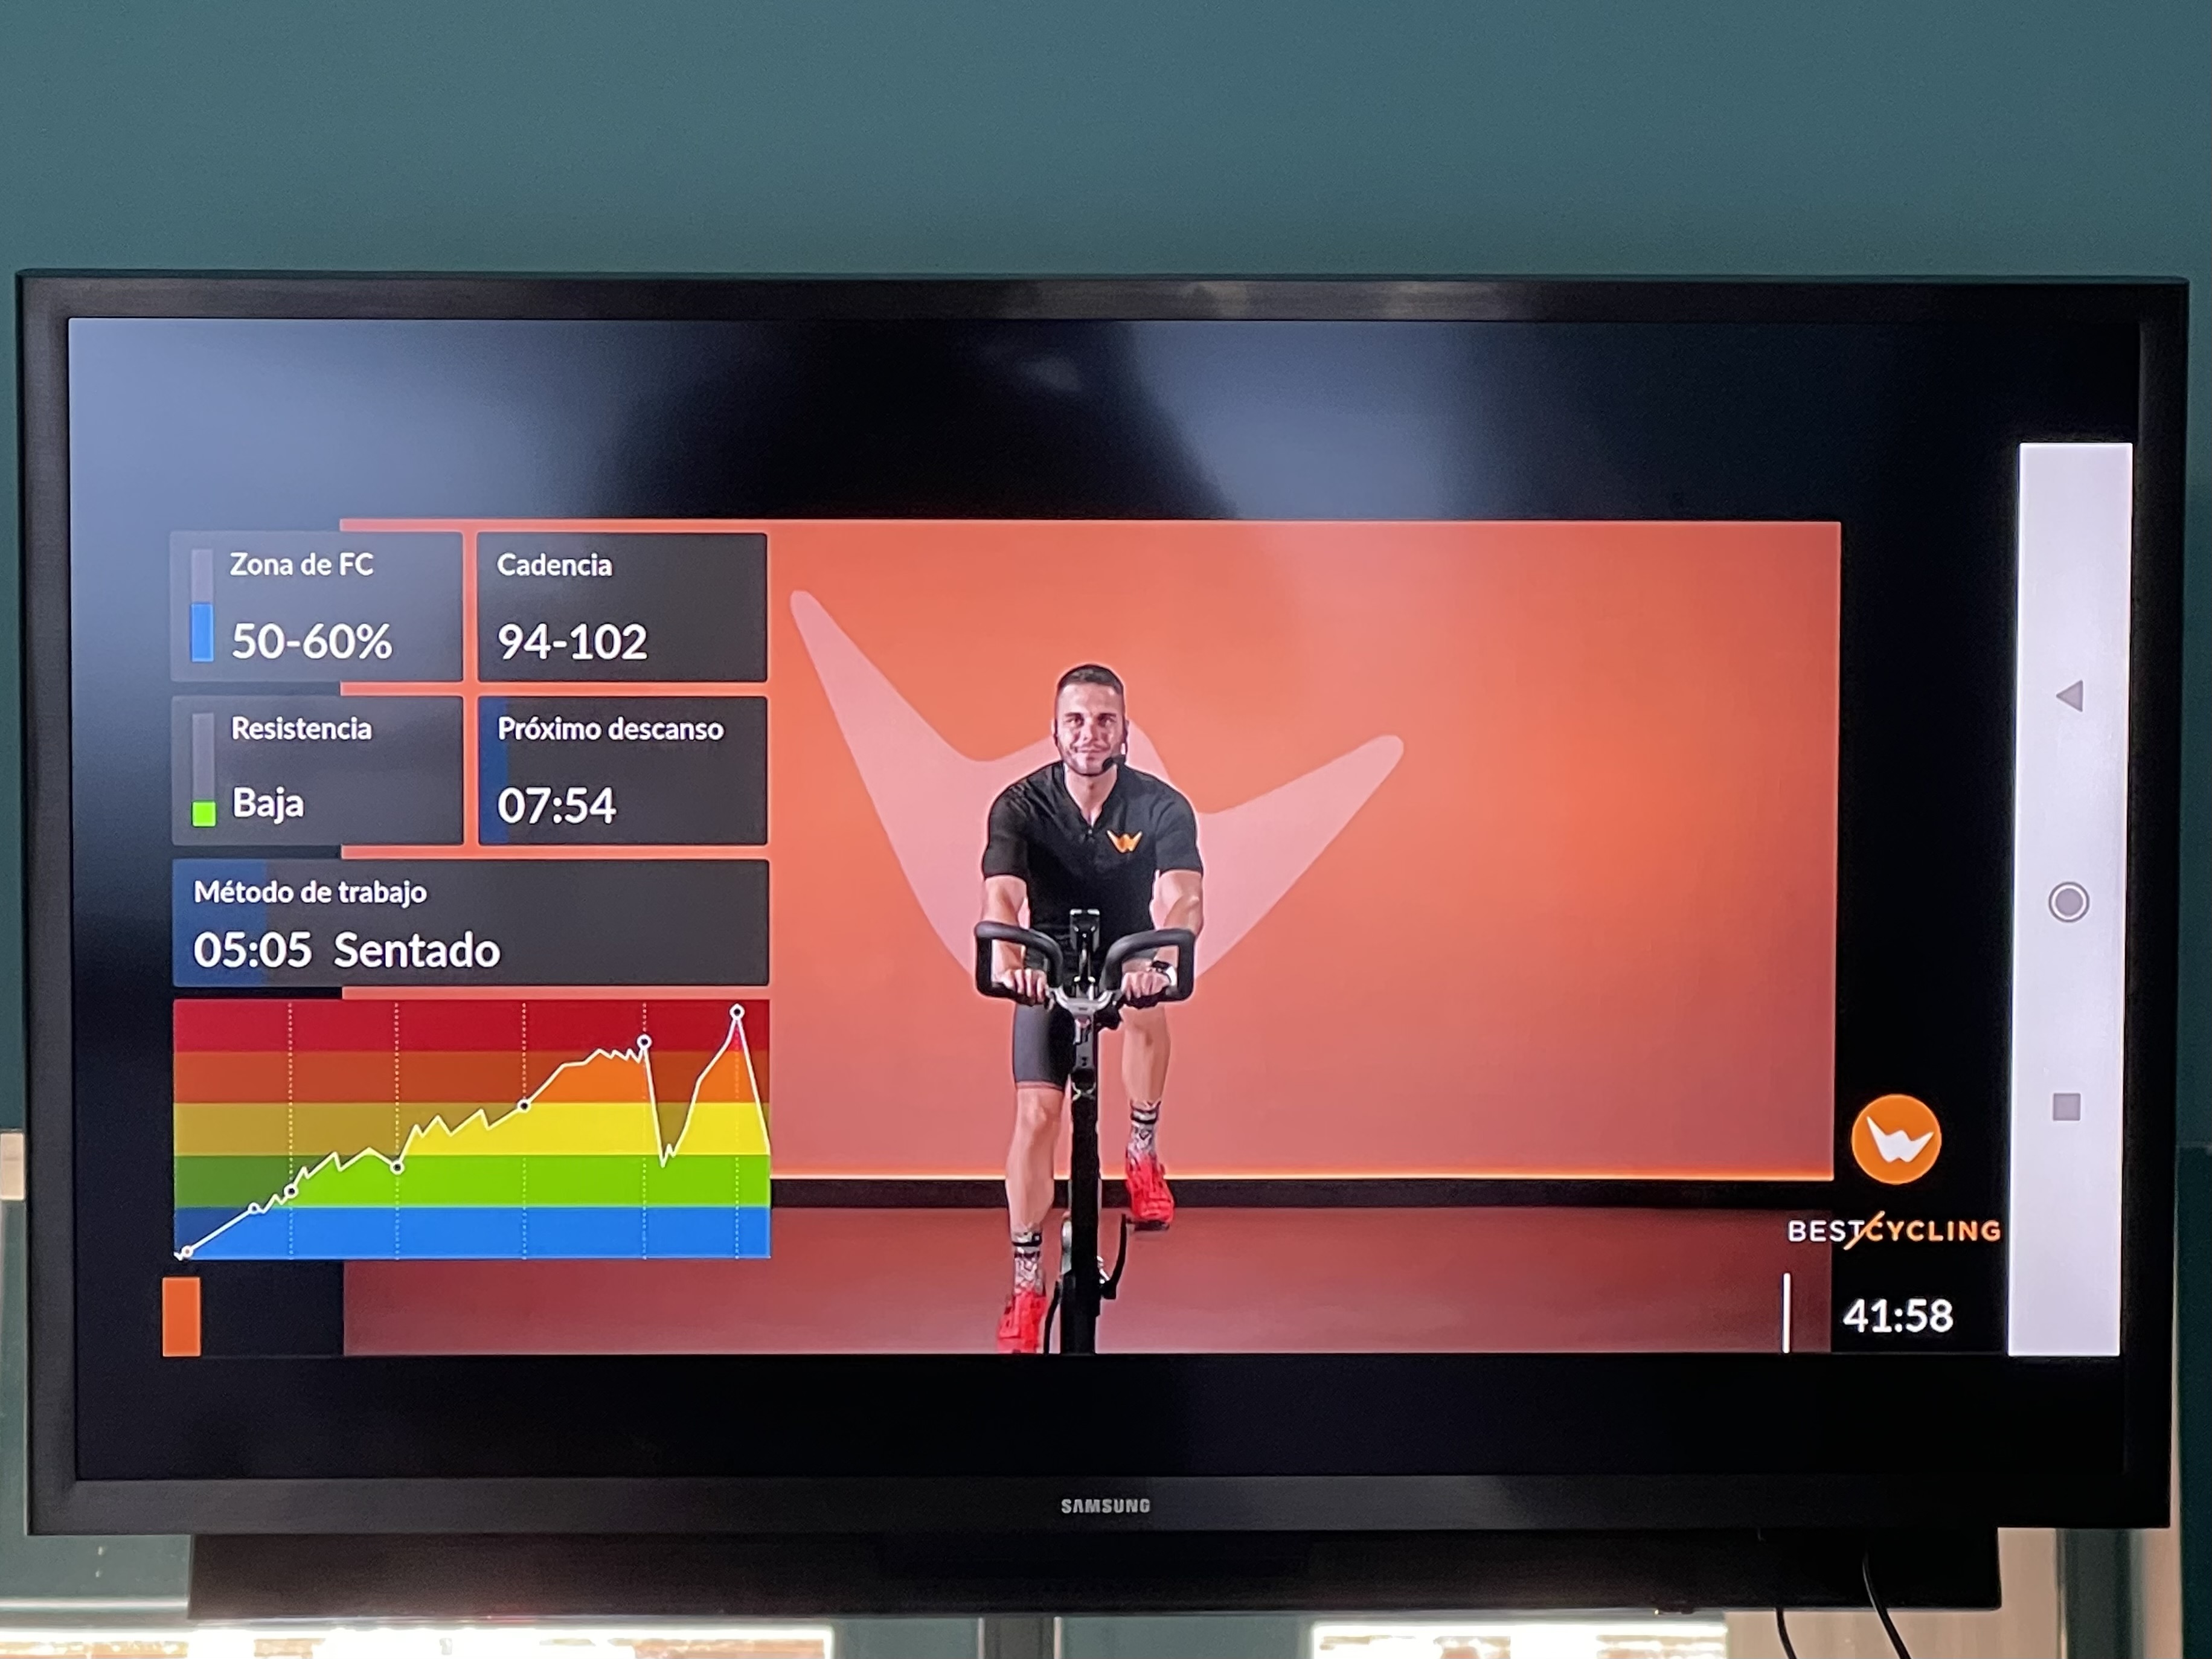 Zona de FC
50-60%
Cadencia
94-102
Resistencia
Baja
Próximo descanso
07:54
Método de trabajo
05:05 Sentado
BESTCYCLING
41:58
SAMSUNG